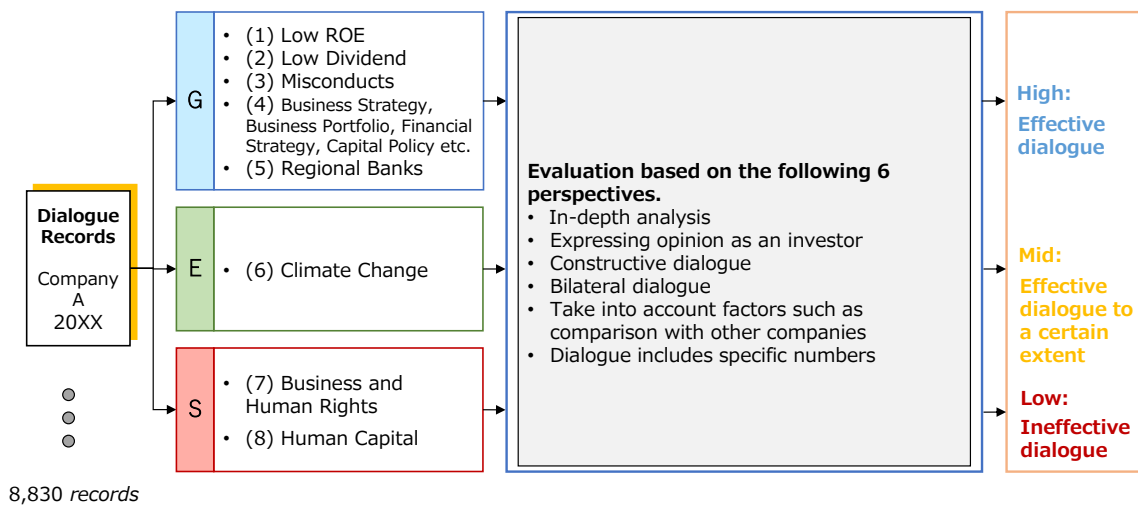 Dialogue
Records
Company
A
20XX
8,830 records
G
• (1) Low ROE
• (2) Low Dividend
• (3) Misconducts
• (4) Business Strategy,
Business Portfolio, Financial
Strategy, Capital Policy etc.
• (5) Regional Banks
E
• (6) Climate Change
S
• (7) Business and
Human Rights
• (8) Human Capital
Evaluation based on the following 6
perspectives.
• In-depth analysis
• Expressing opinion as an investor
• Constructive dialogue
• Bilateral dialogue
• Take into account factors such as
comparison with other companies
• Dialogue includes specific numbers
High:
Effective
dialogue
Mid:
Effective
dialogue to
a certain
extent
Low:
Ineffective
dialogue